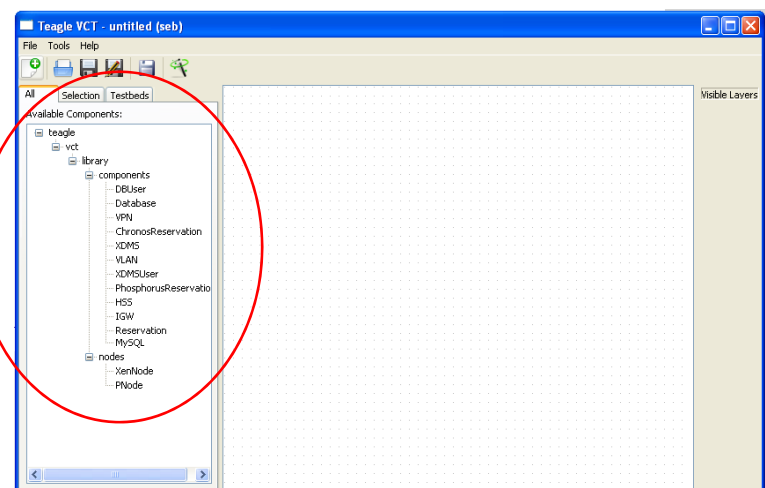 Teagle VCT - untitled (seb)
File Tools Help
All Selection Testbeds
Visible Layers
Available Components:
teagle
vct
library
components
DBUser
Database
VPN
ChronosReservation
XDMS
VLAN
XDMSUser
PhosphorusReservatio
HSS
IGW
Reservation
MySQL
nodes
XenNode
PNode